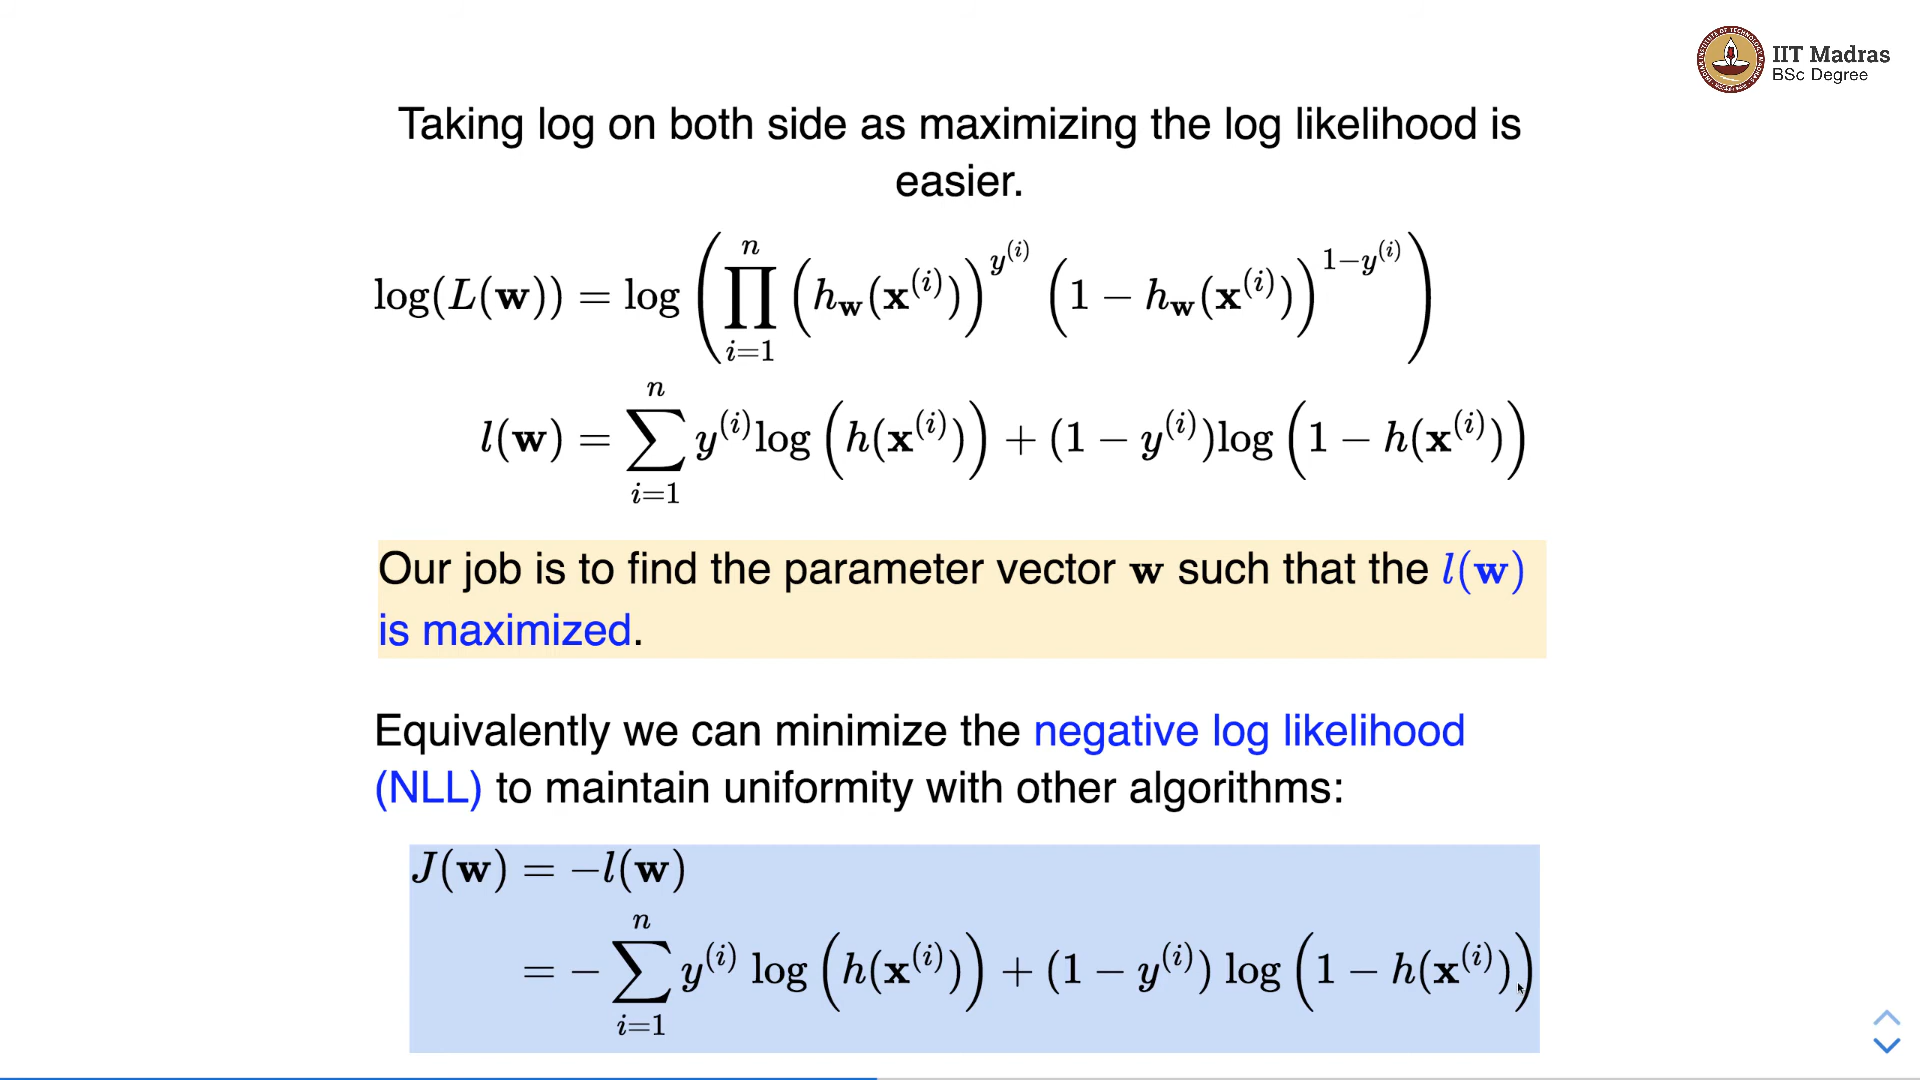 IIT Madras
BSc Degree
Taking log on both side as maximizing the log likelihood is
easier.
log(L(w)) = log ( ∏_{i=1}^{n} ( h_w(x^{(i)}) )^{y^{(i)}} ( 1 − h_w(x^{(i)}) )^{1−y^{(i)}} )
l(w) = ∑_{i=1}^{n} y^{(i)} log ( h(x^{(i)}) ) + (1 − y^{(i)}) log ( 1 − h(x^{(i)}) )
Our job is to find the parameter vector w such that the l(w)
is maximized.
Equivalently we can minimize the negative log likelihood
(NLL) to maintain uniformity with other algorithms:
J(w) = −l(w)
= − ∑_{i=1}^{n} y^{(i)} log ( h(x^{(i)}) ) + (1 − y^{(i)}) log ( 1 − h(x^{(i)}) )